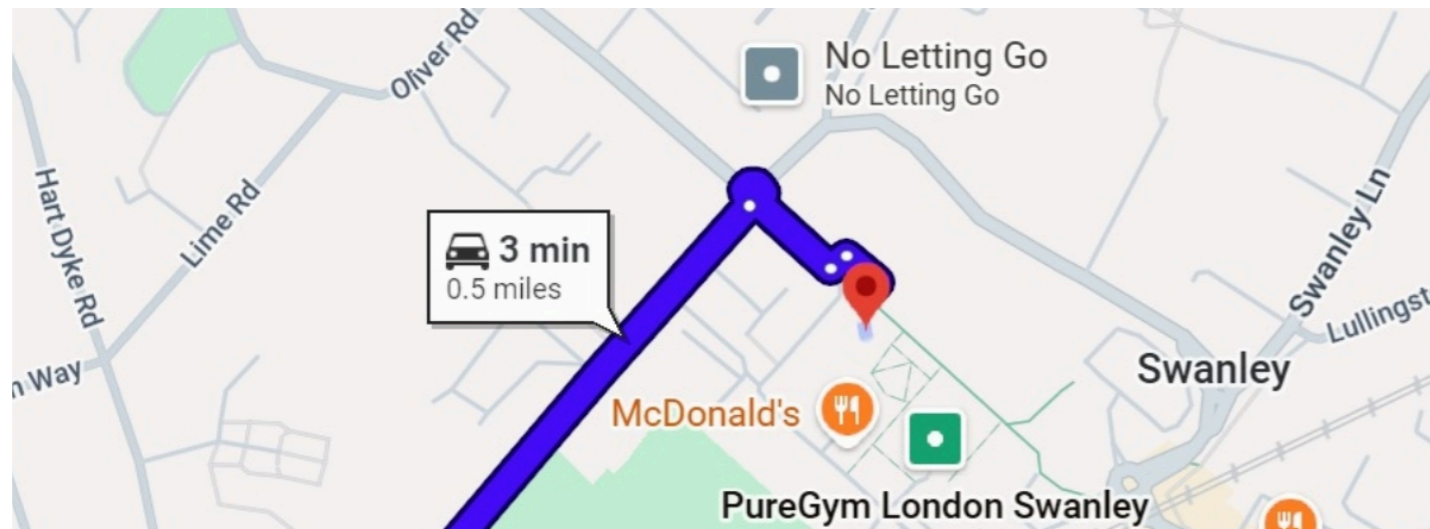 Oliver Rd
No Letting Go
No Letting Go
Hart Dyke Rd
Lime Rd
3 min
0.5 miles
Swanley Ln
Lullingst
n Way
Swanley
McDonald's
PureGym London Swanley